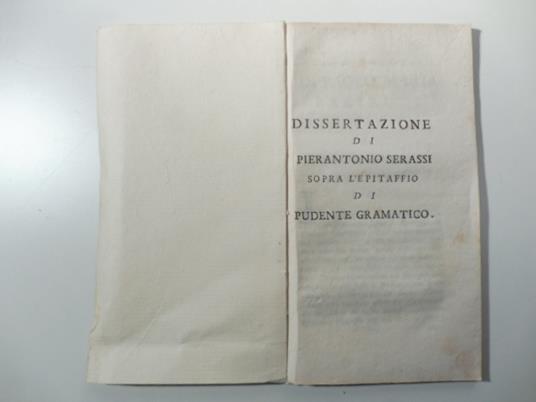 DISSERTAZIONE
DI
PIERANTONIO SERASSI
SOPRA L'EPITAFFIO
DI
PUDENTE GRAMATICO.